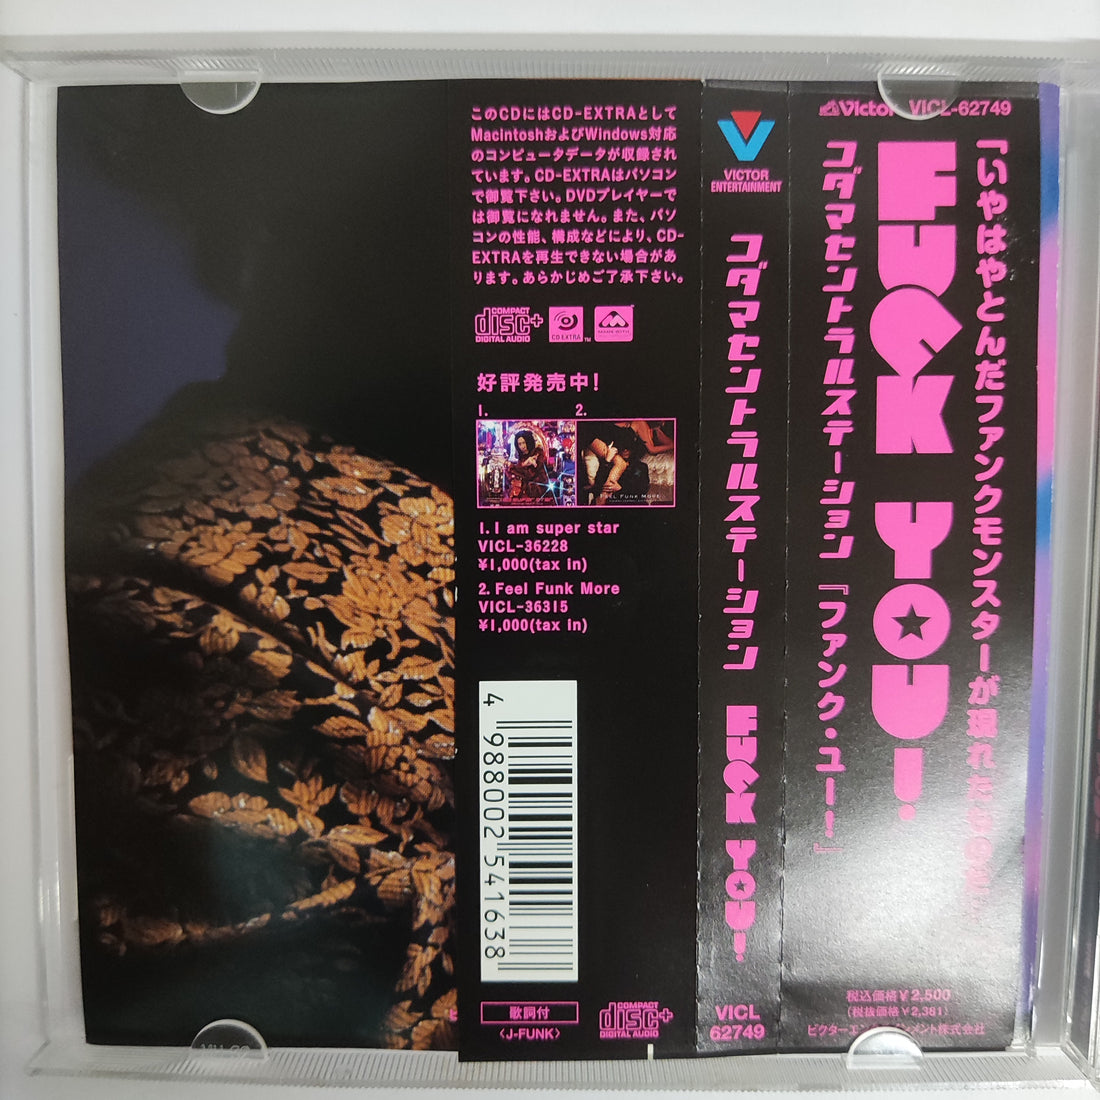 このCDにはCD-EXTRAとして
MacintoshおよびWindows対応
のコンピュータデータが収録され
ています。CD-EXTRAはパソコン
で御覧下さい。DVDプレイヤーで
は御覧になれません。また、パソ
コンの性能、構成などにより、CD-
EXTRAを再生できない場合があ
ります。あらかじめご了承下さい。
COMPACT
disc+
DIGITAL AUDIO
CD EXTRA
TM
好評発売中!
1.
2.
FEEL FUNK MORE
1. I am super star
VICL-36228
¥1,000(tax in)
2. Feel Funk More
VICL-36315
¥1,000(tax in)
4 988002 541638
歌詞付
〈J-FUNK〉
COMPACT
disc+
DIGITAL AUDIO
VICTOR
ENTERTAINMENT
コダマセントラルステーション
FUCK YOU!
VICL
62749
Victor VICL-62749
「いやはやとんだファンクモンスターが現れた
FUCK YOU!
コダマセントラルステーション『ファンク・ユー!』
税込価格¥2,500
(税抜価格¥2,381)
ビクターエンタテインメント株式会社